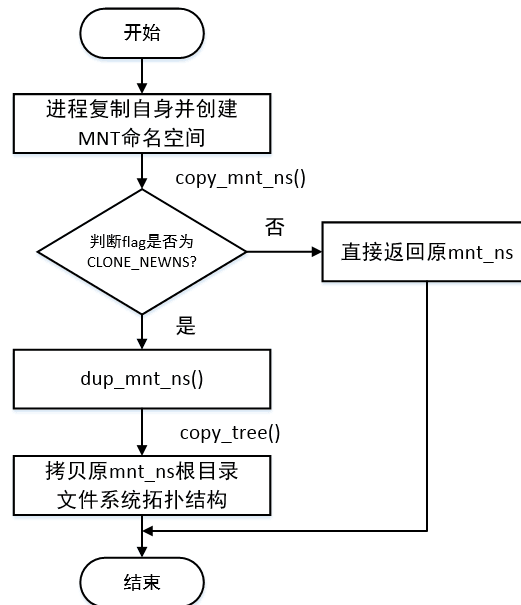 开始
进程复制自身并创建
MNT命名空间
copy_mnt_ns()
判断flag是否为
CLONE_NEWNS?
否
直接返回原mnt_ns
是
dup_mnt_ns()
copy_tree()
拷贝原mnt_ns根目录
文件系统拓扑结构
结束